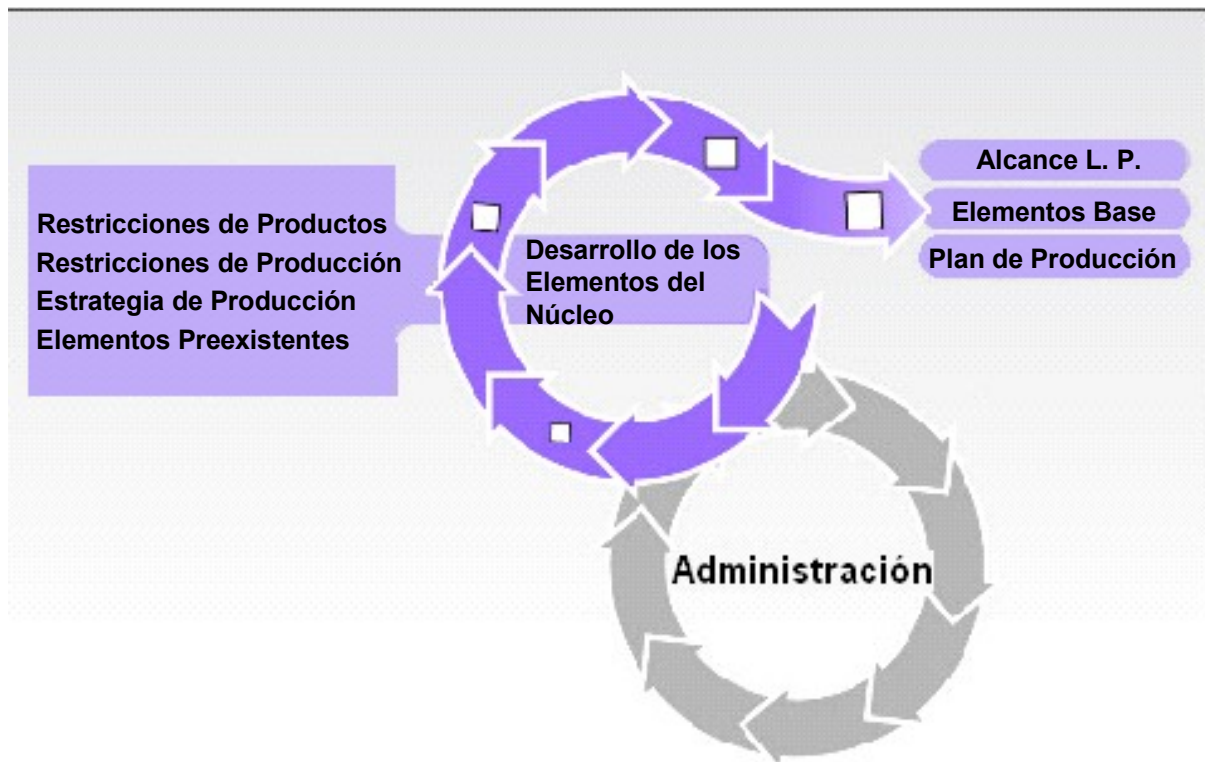 Restricciones de Productos
Restricciones de Producción
Estrategia de Producción
Elementos Preexistentes
Desarrollo de los
Elementos del
Núcleo
Alcance L. P.
Elementos Base
Plan de Producción
Administración